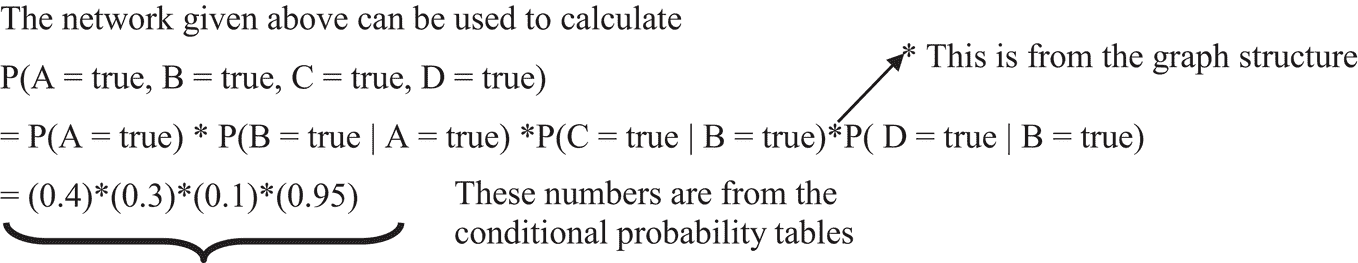 The network given above can be used to calculate
* This is from the graph structure
P(A = true, B = true, C = true, D = true)
= P(A = true) * P(B = true | A = true) *P(C = true | B = true)*P( D = true | B = true)
= (0.4)*(0.3)*(0.1)*(0.95)
These numbers are from the
conditional probability tables